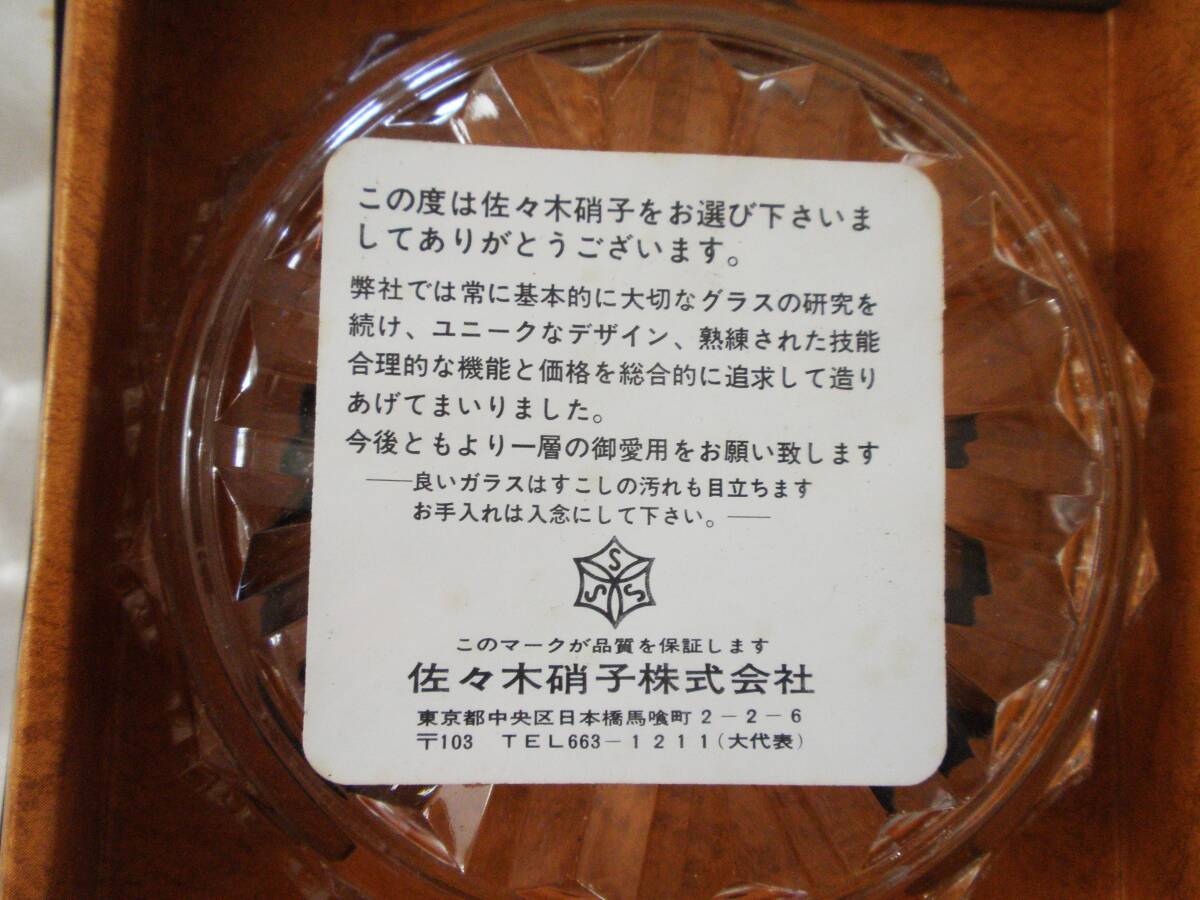 この度は佐々木硝子をお選び下さいま
してありがとうございます。
弊社では常に基本的に大切なグラスの研究を
続け、ユニークなデザイン、熟練された技能
合理的な機能と価格を総合的に追求して造り
あげてまいりました。
今後ともより一層の御愛用をお願い致します
──良いガラスはすこしの汚れも目立ちます
お手入れは入念にして下さい。──
S
S S
このマークが品質を保証します
佐々木硝子株式会社
東京都中央区日本橋馬喰町2-2-6
〒103 TEL663-1211(大代表)